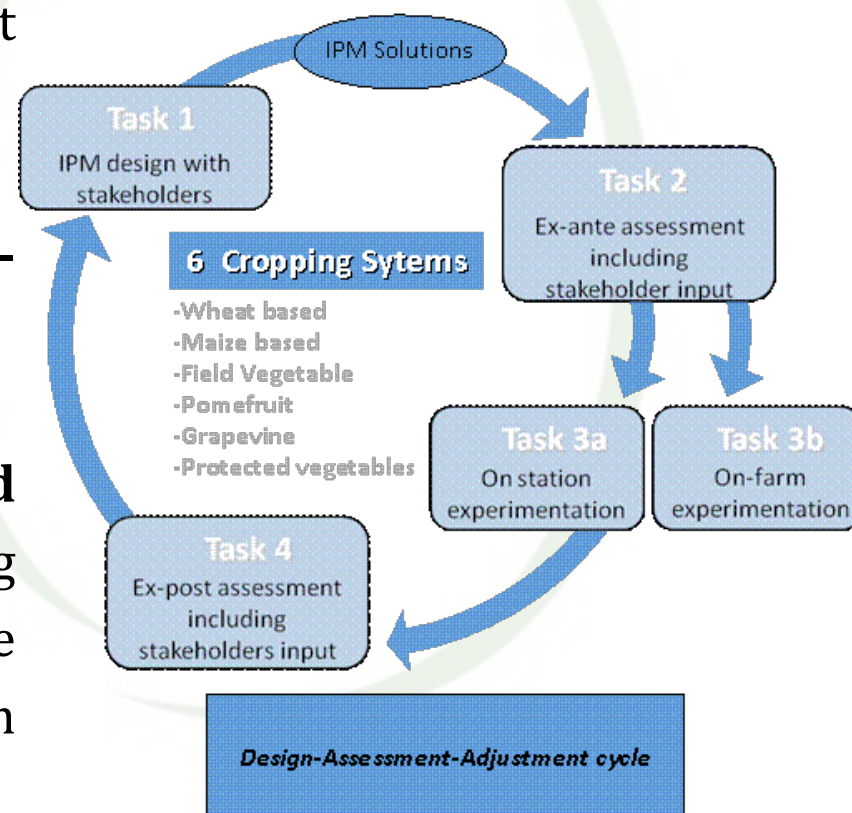 t
IPM Solutions
Task 1
IPM design with
stakeholders
Task 2
Ex-ante assessment
including
stakeholder input
6 Cropping Sytems
-Wheat based
-Maize based
-Field Vegetable
-Pomefruit
-Grapevine
-Protected vegetables
Task 3a
On station
experimentation
Task 3b
On-farm
experimentation
d
g
e
n
Task 4
Ex-post assessment
including
stakeholders input
Design-Assessment-Adjustment cycle